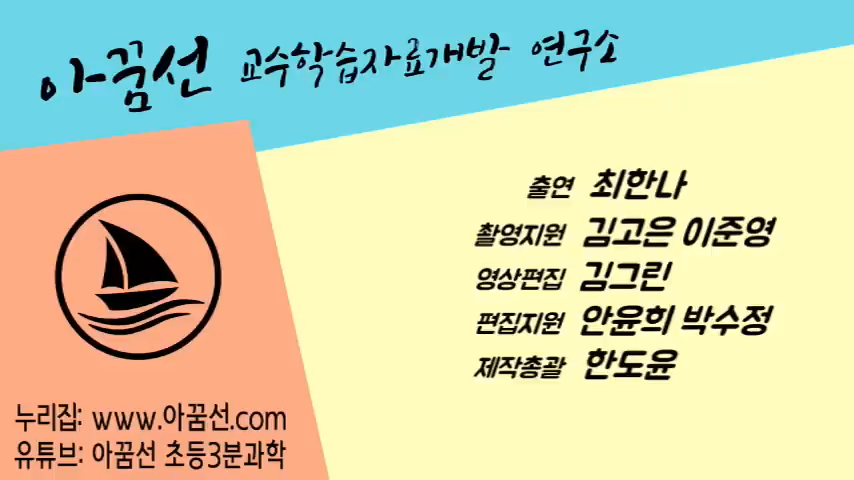 아꿈선 교수학습자료개발 연구소
출연 최한나
촬영지원 김고은 이준영
영상편집 김그린
편집지원 안윤희 박수정
제작총괄 한도윤
누리집: www.아꿈선.com
유튜브: 아꿈선 초등3분과학